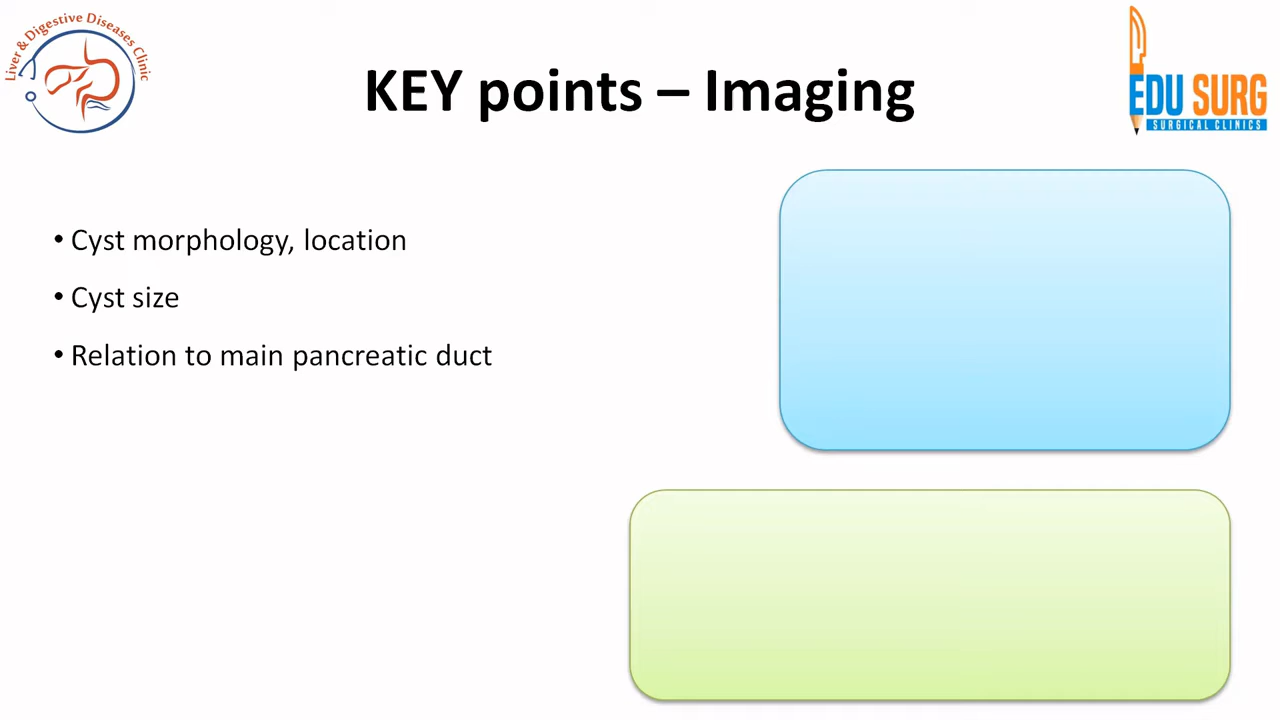 Liver & Digestive Diseases Clinic
KEY points – Imaging
EDU SURG
SURGICAL CLINICS
• Cyst morphology, location
• Cyst size
• Relation to main pancreatic duct